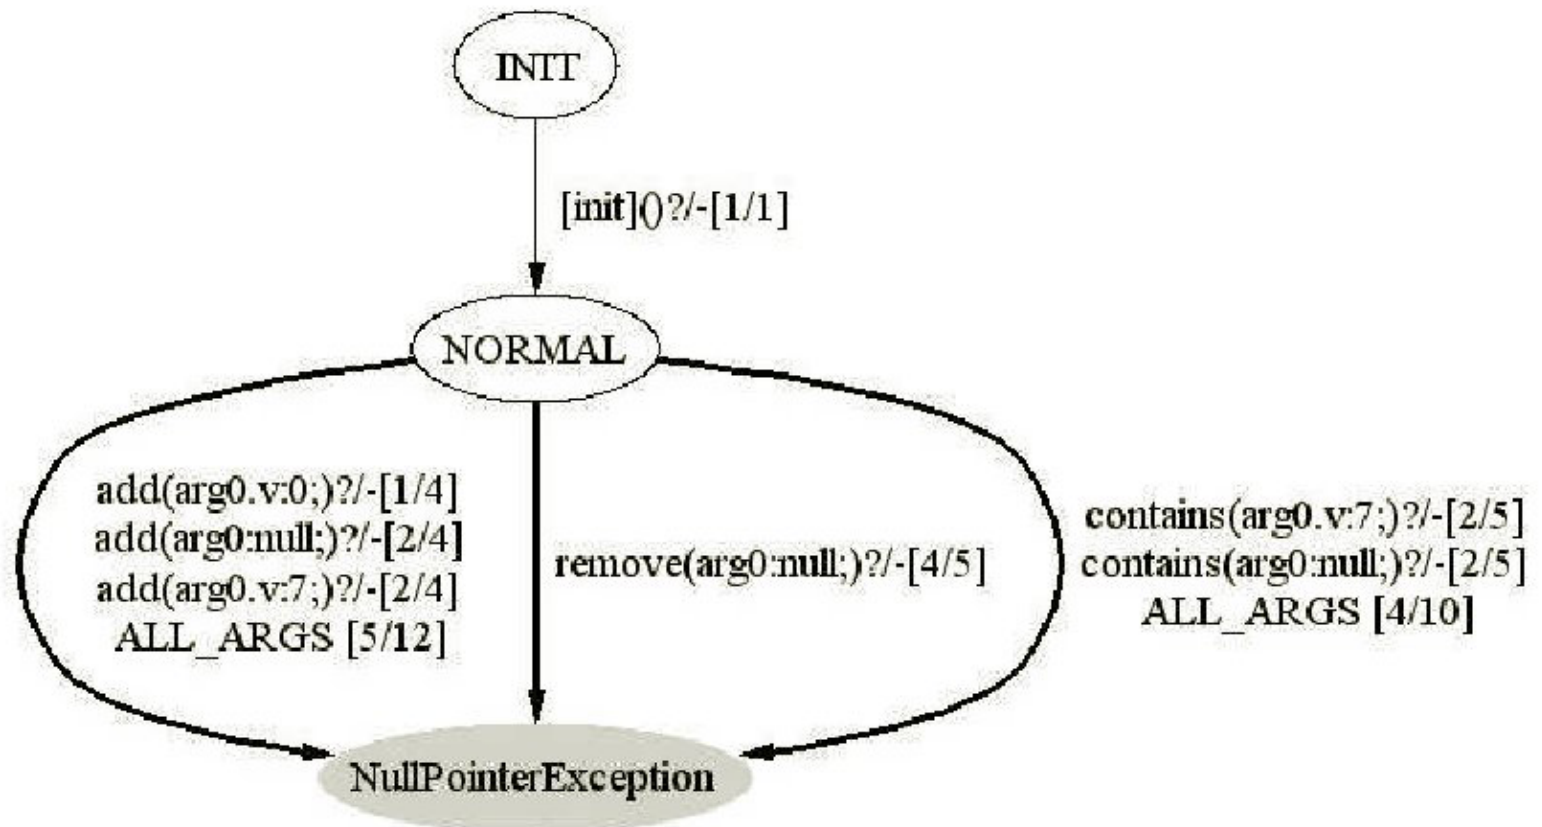 INIT
[init]()?/-[1/1]
NORMAL
add(arg0.v:0;)?/-[1/4]
add(arg0:null;)?/-[2/4]
add(arg0.v:7;)?/-[2/4]
ALL_ARGS [5/12]
remove(arg0:null;)?/-[4/5]
contains(arg0.v:7;)?/-[2/5]
contains(arg0:null;)?/-[2/5]
ALL_ARGS [4/10]
NullPointerException